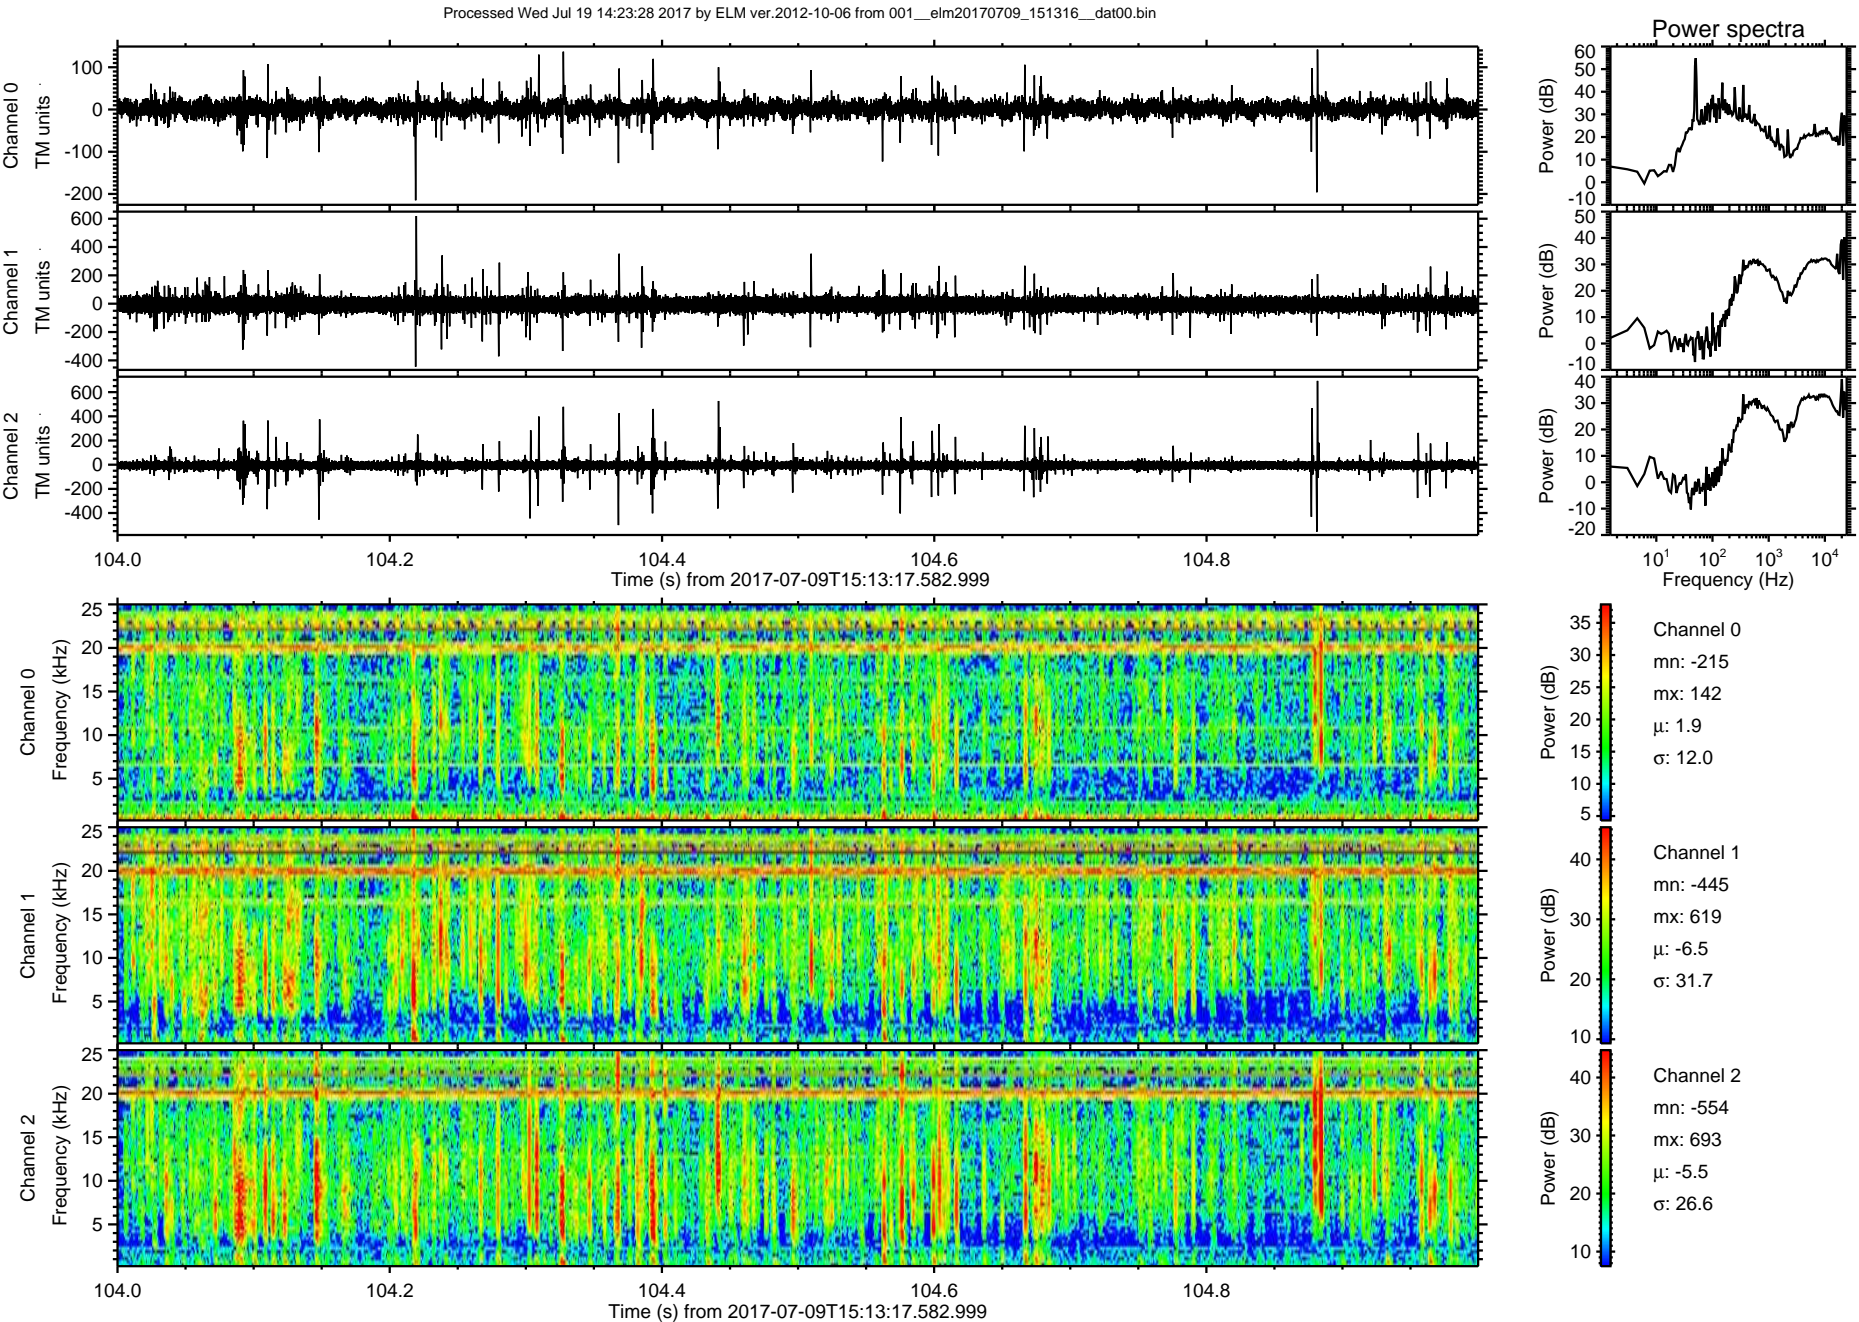 Processed Wed Jul 19 14:23:28 2017 by ELM ver.2012-10-06 from 001__elm20170709_151316__dat00.bin
Power spectra
Channel 0
TM units
100
0
-100
-200
Power (dB)
60
50
40
30
20
10
0
-10
Channel 1
TM units
600
400
200
0
-200
-400
Power (dB)
50
40
30
20
10
0
-10
Channel 2
TM units
600
400
200
0
-200
-400
Power (dB)
40
30
20
10
0
-10
-20
104.0 104.2 104.4 104.6 104.8
Time (s) from 2017-07-09T15:13:17.582.999
10¹ 10² 10³ 10⁴
Frequency (Hz)
Channel 0
Frequency (kHz)
25
20
15
10
5
Power (dB)
35
30
25
20
15
10
5
Channel 0
mn: -215
mx: 142
μ: 1.9
σ: 12.0
Channel 1
Frequency (kHz)
25
20
15
10
5
Power (dB)
40
30
20
10
Channel 1
mn: -445
mx: 619
μ: -6.5
σ: 31.7
Channel 2
Frequency (kHz)
25
20
15
10
5
Power (dB)
40
30
20
10
Channel 2
mn: -554
mx: 693
μ: -5.5
σ: 26.6
104.0 104.2 104.4 104.6 104.8
Time (s) from 2017-07-09T15:13:17.582.999